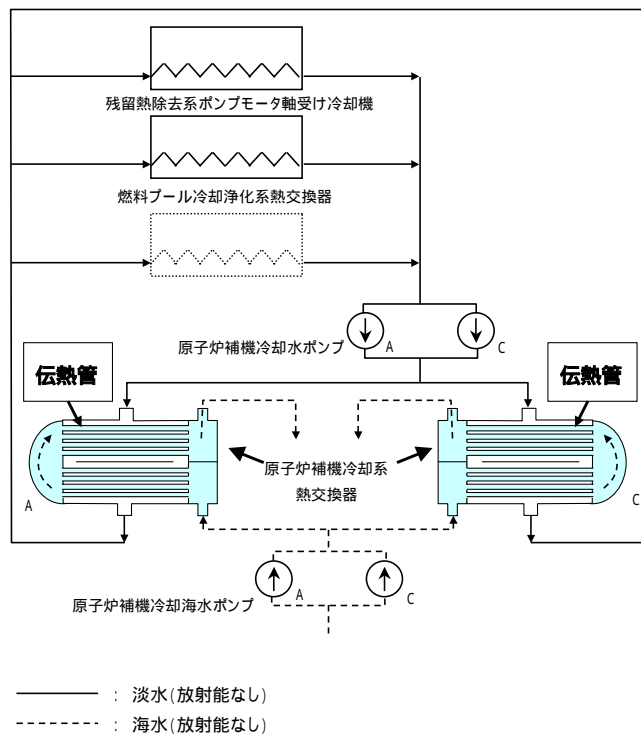 残留熱除去系ポンプモータ軸受け冷却機
燃料プール冷却浄化系熱交換器
原子炉補機冷却水ポンプ
A
C
伝熱管
伝熱管
原子炉補機冷却系
熱交換器
A
C
原子炉補機冷却海水ポンプ
A
C
: 淡水(放射能なし)
: 海水(放射能なし)